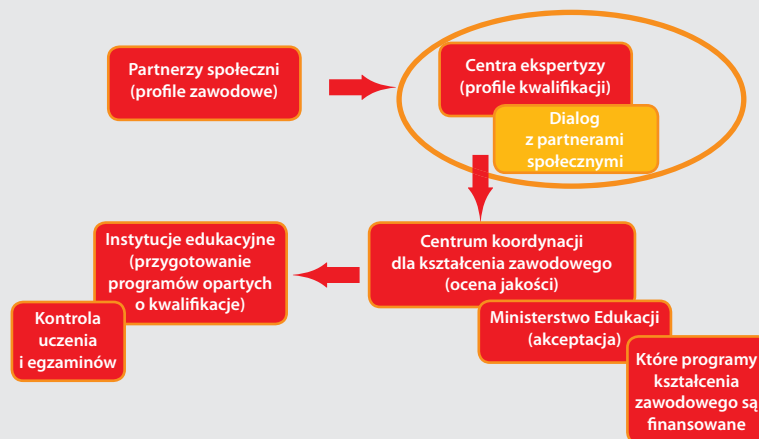 Partnerzy społeczni
(profile zawodowe)
Centra ekspertyzy
(profile kwalifikacji)
Dialog
z partnerami
społecznymi
Centrum koordynacji
dla kształcenia zawodowego
(ocena jakości)
Ministerstwo Edukacji
(akceptacja)
Które programy
kształcenia
zawodowego są
finansowane
Instytucje edukacyjne
(przygotowanie
programów opartych
o kwalifikacje)
Kontrola
uczenia
i egzaminów